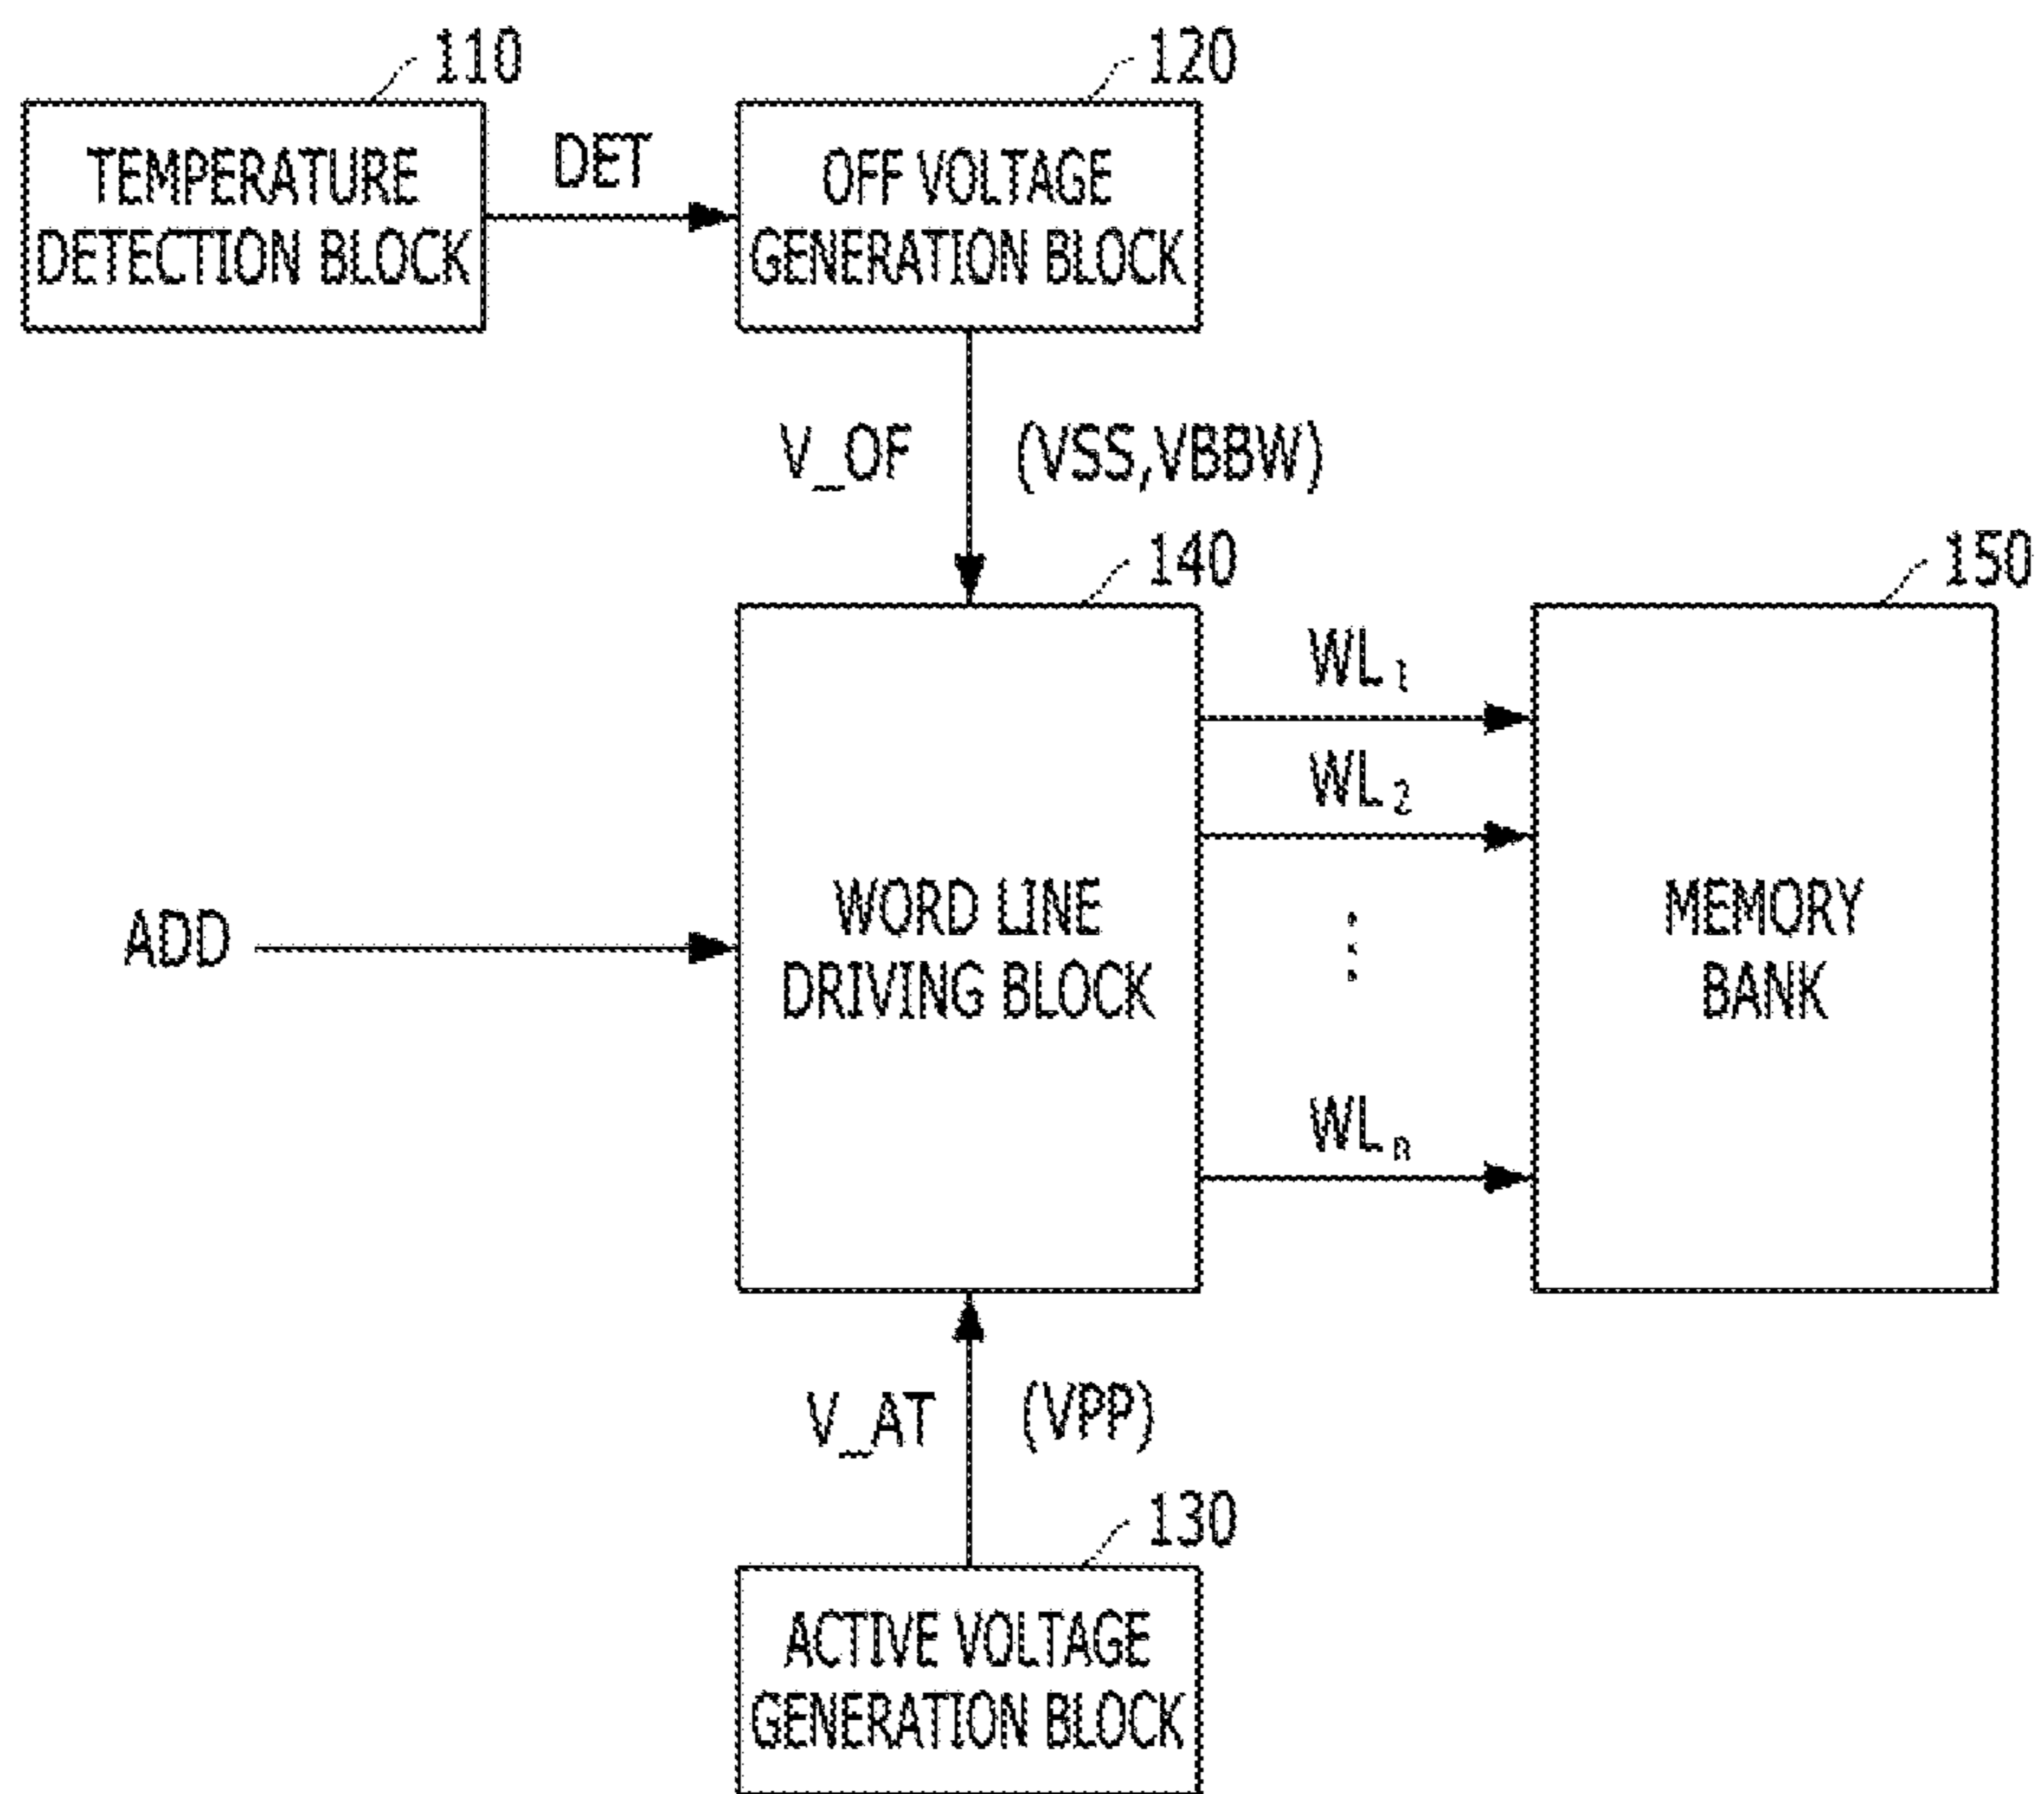 110
120
TEMPERATURE
DETECTION BLOCK
DET
OFF VOLTAGE
GENERATION BLOCK
V_OF (VSS,VBBW)
140
150
WL1
WL2
ADD
WORD LINE
DRIVING BLOCK
MEMORY
BANK
WLn
V_AT (VPP)
130
ACTIVE VOLTAGE
GENERATION BLOCK